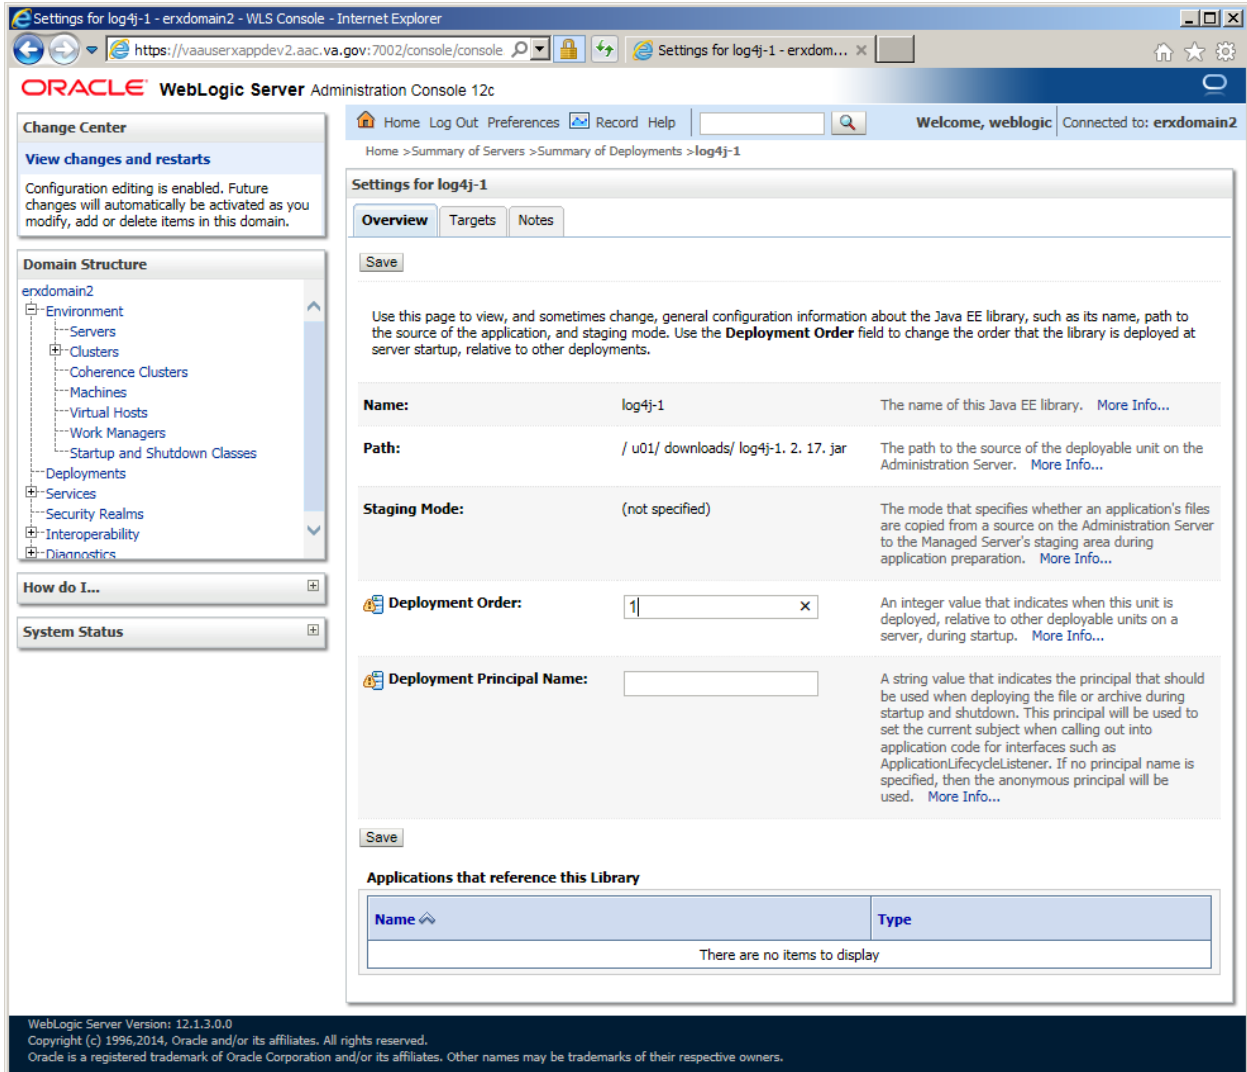 Settings for log4j-1 - erxdomain2 - WLS Console - Internet Explorer
https://vaauserxappdev2.aac.va.gov:7002/console/console
Settings for log4j-1 - erxdom...
ORACLE WebLogic Server Administration Console 12c
Change Center
View changes and restarts
Configuration editing is enabled. Future
changes will automatically be activated as you
modify, add or delete items in this domain.
Domain Structure
erxdomain2
Environment
Servers
Clusters
Coherence Clusters
Machines
Virtual Hosts
Work Managers
Startup and Shutdown Classes
Deployments
Services
Security Realms
Interoperability
Diagnostics
How do I...
System Status
Home Log Out Preferences Record Help
Welcome, weblogic Connected to: erxdomain2
Home >Summary of Servers >Summary of Deployments >log4j-1
Settings for log4j-1
Overview Targets Notes
Save
Use this page to view, and sometimes change, general configuration information about the Java EE library, such as its name, path to
the source of the application, and staging mode. Use the Deployment Order field to change the order that the library is deployed at
server startup, relative to other deployments.
Name: log4j-1 The name of this Java EE library. More Info...
Path: / u01/ downloads/ log4j-1. 2. 17. jar The path to the source of the deployable unit on the
Administration Server. More Info...
Staging Mode: (not specified) The mode that specifies whether an application's files
are copied from a source on the Administration Server
to the Managed Server's staging area during
application preparation. More Info...
Deployment Order: 1 An integer value that indicates when this unit is
deployed, relative to other deployable units on a
server, during startup. More Info...
Deployment Principal Name: A string value that indicates the principal that should
be used when deploying the file or archive during
startup and shutdown. This principal will be used to
set the current subject when calling out into
application code for interfaces such as
ApplicationLifecycleListener. If no principal name is
specified, then the anonymous principal will be
used. More Info...
Save
Applications that reference this Library
Name Type
There are no items to display
WebLogic Server Version: 12.1.3.0.0
Copyright (c) 1996,2014, Oracle and/or its affiliates. All rights reserved.
Oracle is a registered trademark of Oracle Corporation and/or its affiliates. Other names may be trademarks of their respective owners.